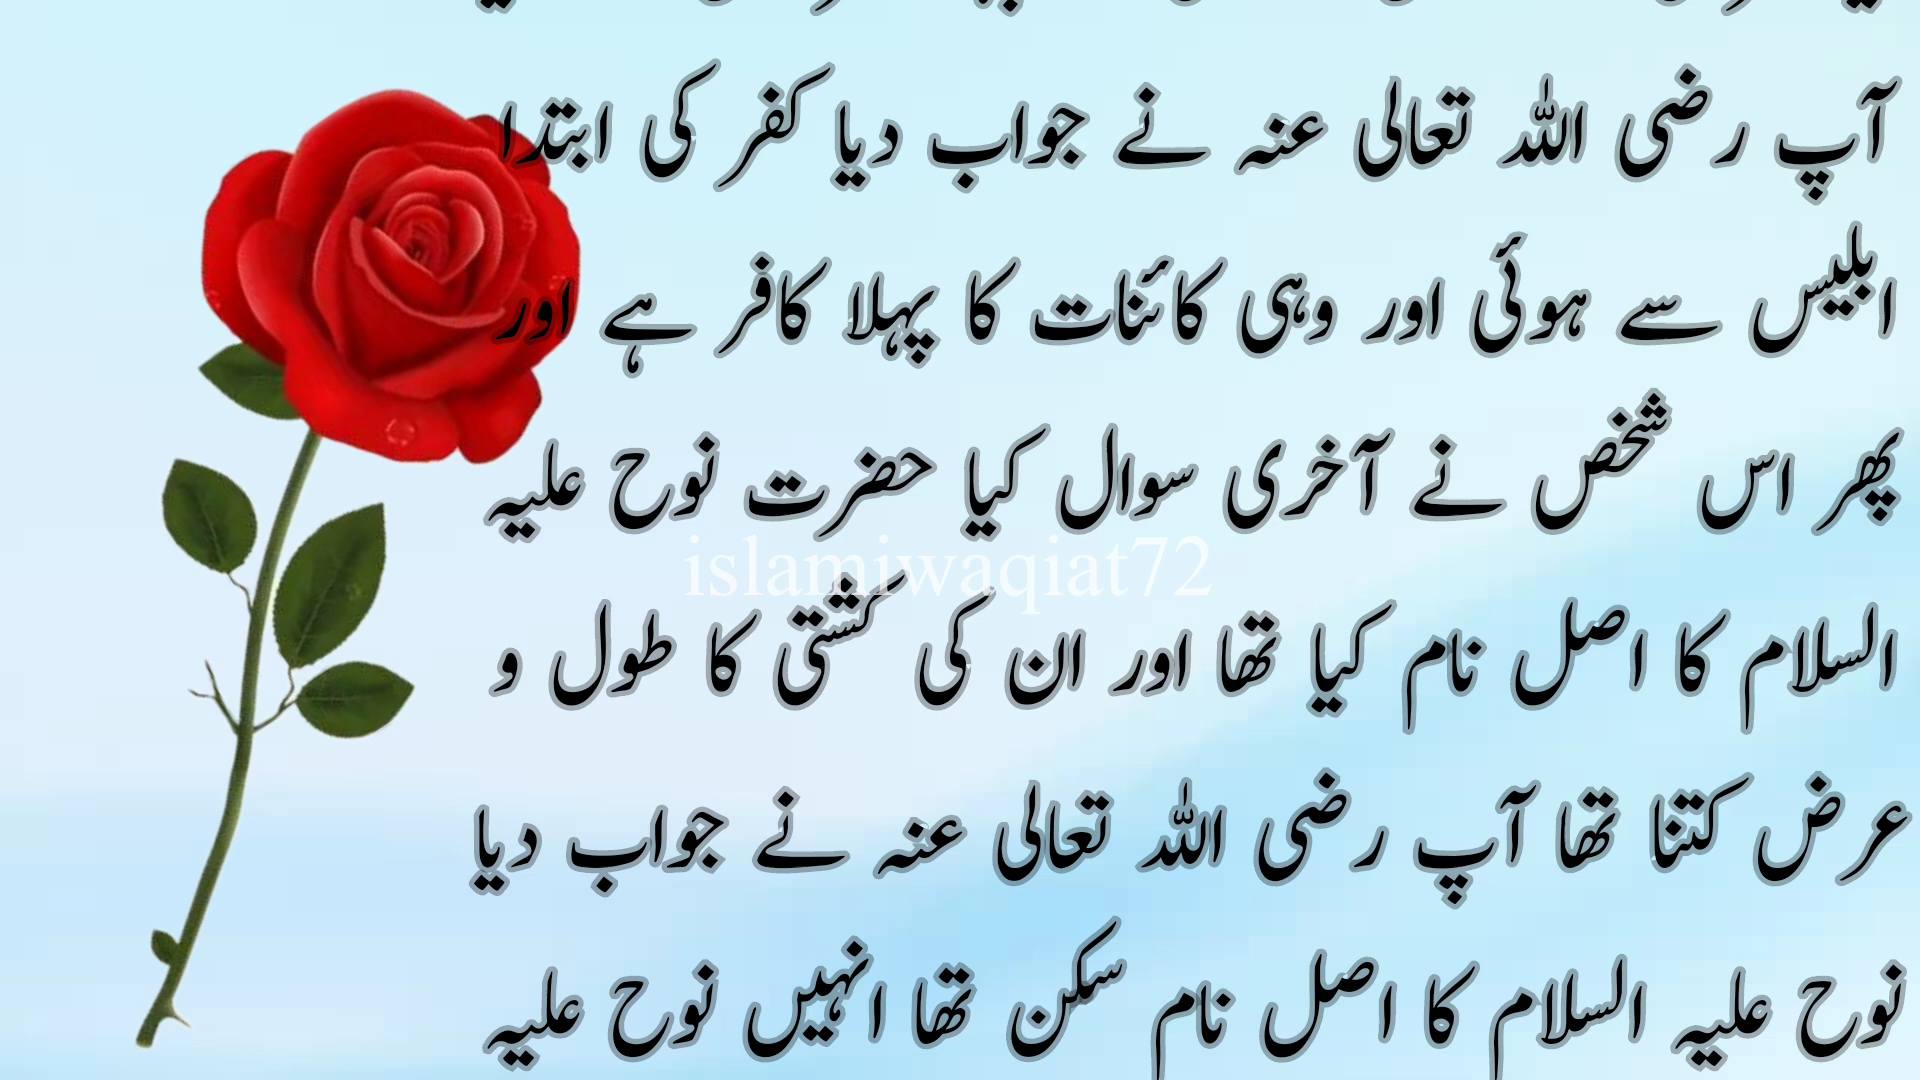 آپ رضی اللہ تعالی عنہ نے جواب دیا کفر کی ابتدا
ابلیس سے ہوئی اور وہی کائنات کا پہلا کافر ہے اور
پھر اس شخص نے آخری سوال کیا حضرت نوح علیہ
islamiwaqiat72
السلام کا اصل نام کیا تھا اور ان کی کشتی کا طول و
عرض کتنا تھا آپ رضی اللہ تعالی عنہ نے جواب دیا
نوح علیہ السلام کا اصل نام سکن تھا انہیں نوح علیہ